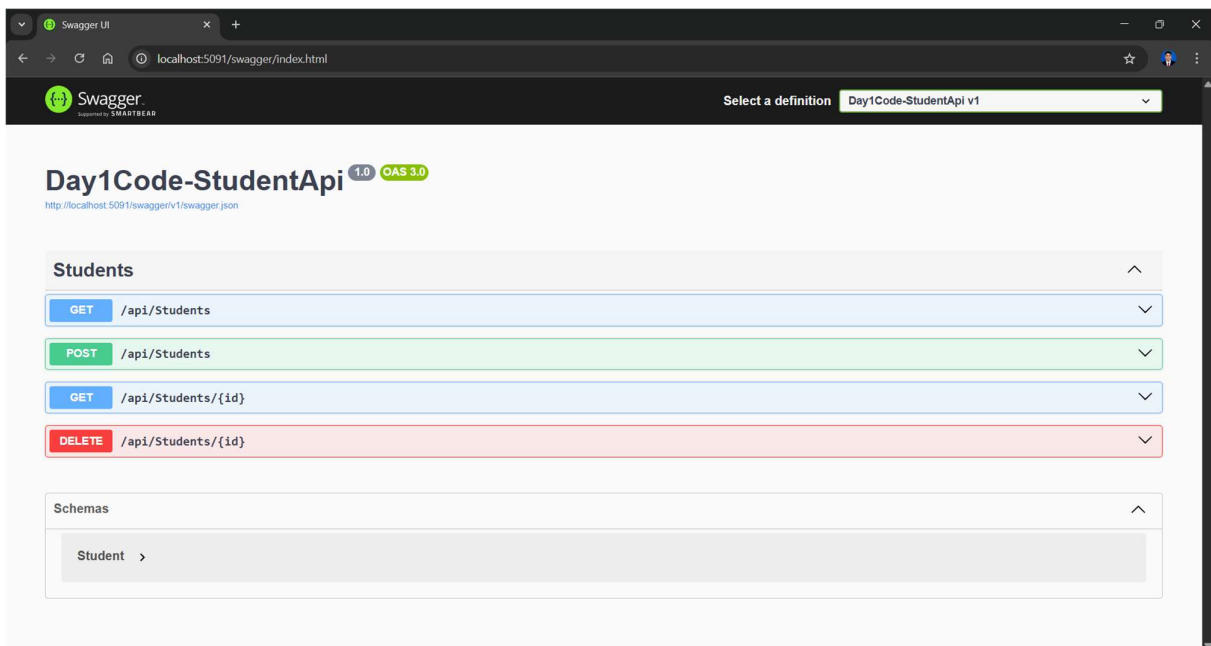 Swagger UI
localhost:5091/swagger/index.html
Swagger
Supported by SMARTBEAR
Select a definition Day1Code-StudentApi v1
Day1Code-StudentApi 1.0 OAS 3.0
http://localhost:5091/swagger/v1/swagger.json
Students
GET /api/Students
POST /api/Students
GET /api/Students/{id}
DELETE /api/Students/{id}
Schemas
Student